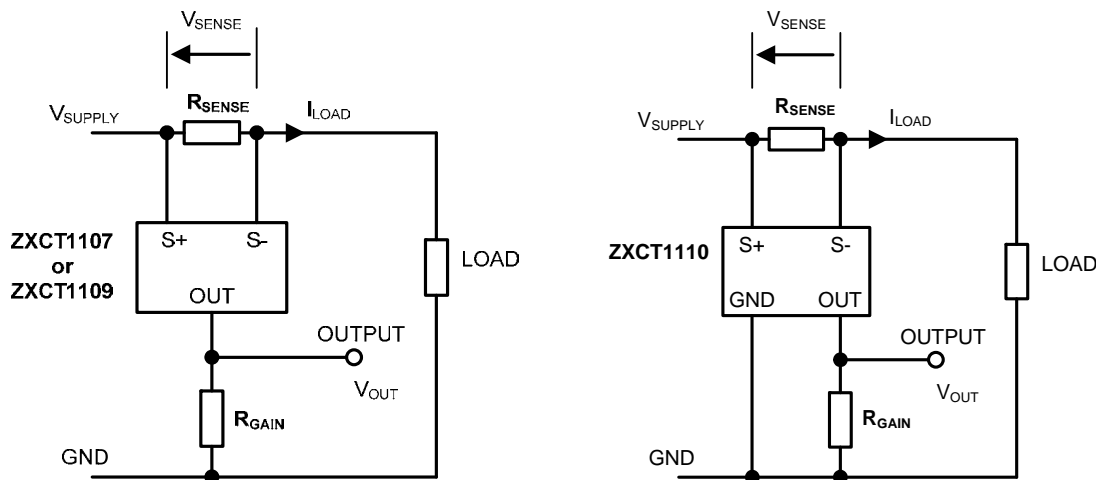 VSENSE
RSENSE
VSUPPLY
ILOAD
ZXCT1107
or
ZXCT1109
S+ S-
OUT
LOAD
OUTPUT
VOUT
RGAIN
GND
VSENSE
RSENSE
VSUPPLY
ILOAD
ZXCT1110
S+ S-
GND OUT
LOAD
OUTPUT
VOUT
RGAIN
GND